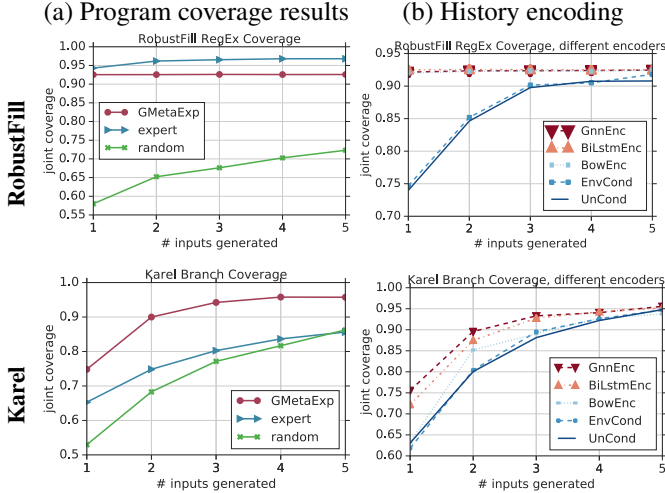 (a) Program coverage results
(b) History encoding
RobustFill
RobustFill RegEx Coverage
joint coverage
1.00
0.95
0.90
0.85
0.80
0.75
0.70
0.65
0.60
0.55
GMetaExp
expert
random
1 2 3 4 5
# inputs generated
RobustFill RegEx Coverage, different encoders
joint coverage
0.95
0.90
0.85
0.80
0.75
0.70
GnnEnc
BiLstmEnc
BowEnc
EnvCond
UnCond
1 2 3 4 5
# inputs generated
Karel
Karel Branch Coverage
joint coverage
1.0
0.9
0.8
0.7
0.6
0.5
GMetaExp
expert
random
1 2 3 4 5
# inputs generated
Karel Branch Coverage, different encoders
joint coverage
1.00
0.95
0.90
0.85
0.80
0.75
0.70
0.65
0.60
GnnEnc
BiLstmEnc
BowEnc
EnvCond
UnCond
1 2 3 4 5
# inputs generated